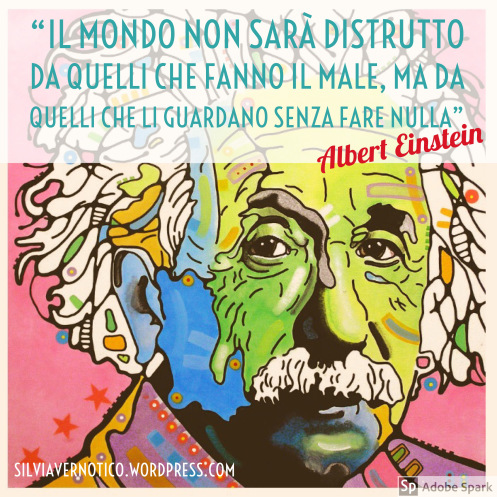 “IL MONDO NON SARÀ DISTRUTTO
DA QUELLI CHE FANNO IL MALE, MA DA
QUELLI CHE LI GUARDANO SENZA FARE NULLA”
Albert Einstein
SILVIAVERNOTICO.WORDPRESS.COM
Sp Adobe Spark